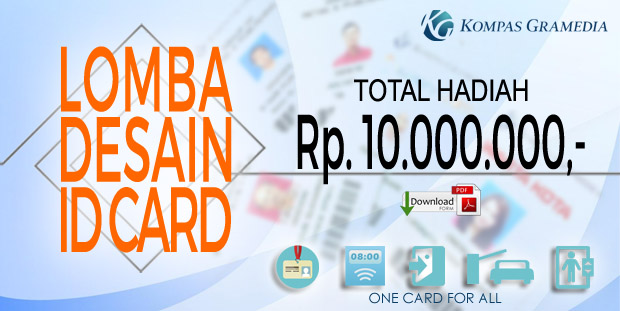 KOMPAS GRAMEDIA
LOMBA
DESAIN
ID CARD
TOTAL HADIAH
Rp. 10.000.000,-
Download
FORM
PDF
08:00
ONE CARD FOR ALL